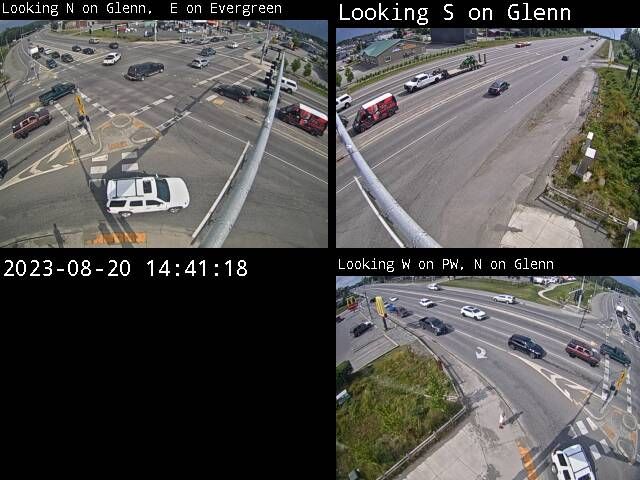 Looking N on Glenn, E on Evergreen
Looking S on Glenn
2023-08-20 14:41:18
Looking W on PW, N on Glenn